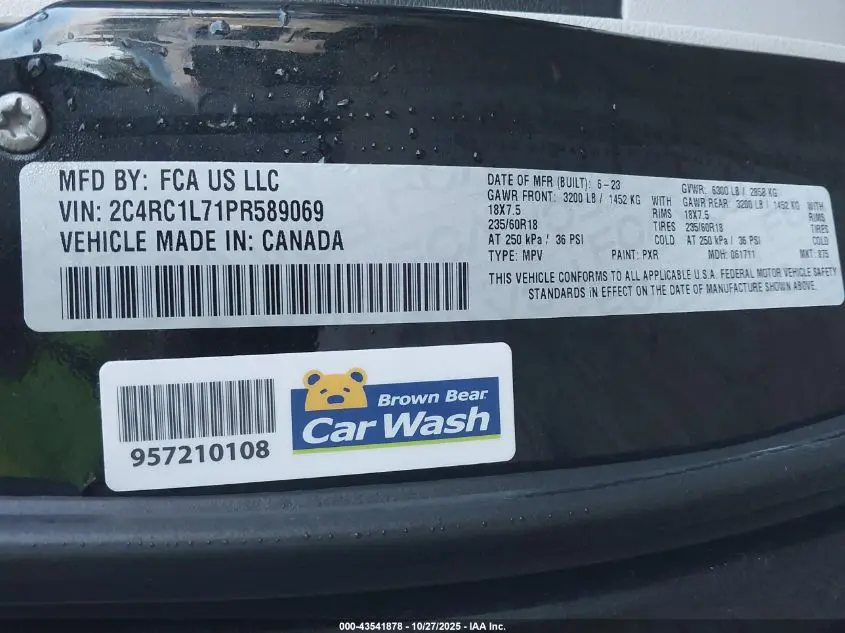 MFD BY: FCA US LLC
VIN: 2C4RC1L71PR589069
VEHICLE MADE IN: CANADA
DATE OF MFR (BUILT): 6-23 GVWR: 6300 LB / 2858 KG
GAWR FRONT: 3200 LB / 1452 KG WITH GAWR REAR: 3200 LB / 1452 KG WITH
18X7.5 RIMS 18X7.5 RIMS
235/60R18 TIRES 235/60R18 TIRES
AT 250 kPa / 36 PSI COLD AT 250 kPa / 36 PSI COLD
TYPE: MPV PAINT: PXR MDH: 061711 MKT: 875
THIS VEHICLE CONFORMS TO ALL APPLICABLE U.S.A. FEDERAL MOTOR VEHICLE SAFETY
STANDARDS IN EFFECT ON THE DATE OF MANUFACTURE SHOWN ABOVE.
957210108
Brown Bear
Car Wash
000-43541878 | 10/27/2025 | IAA Inc.